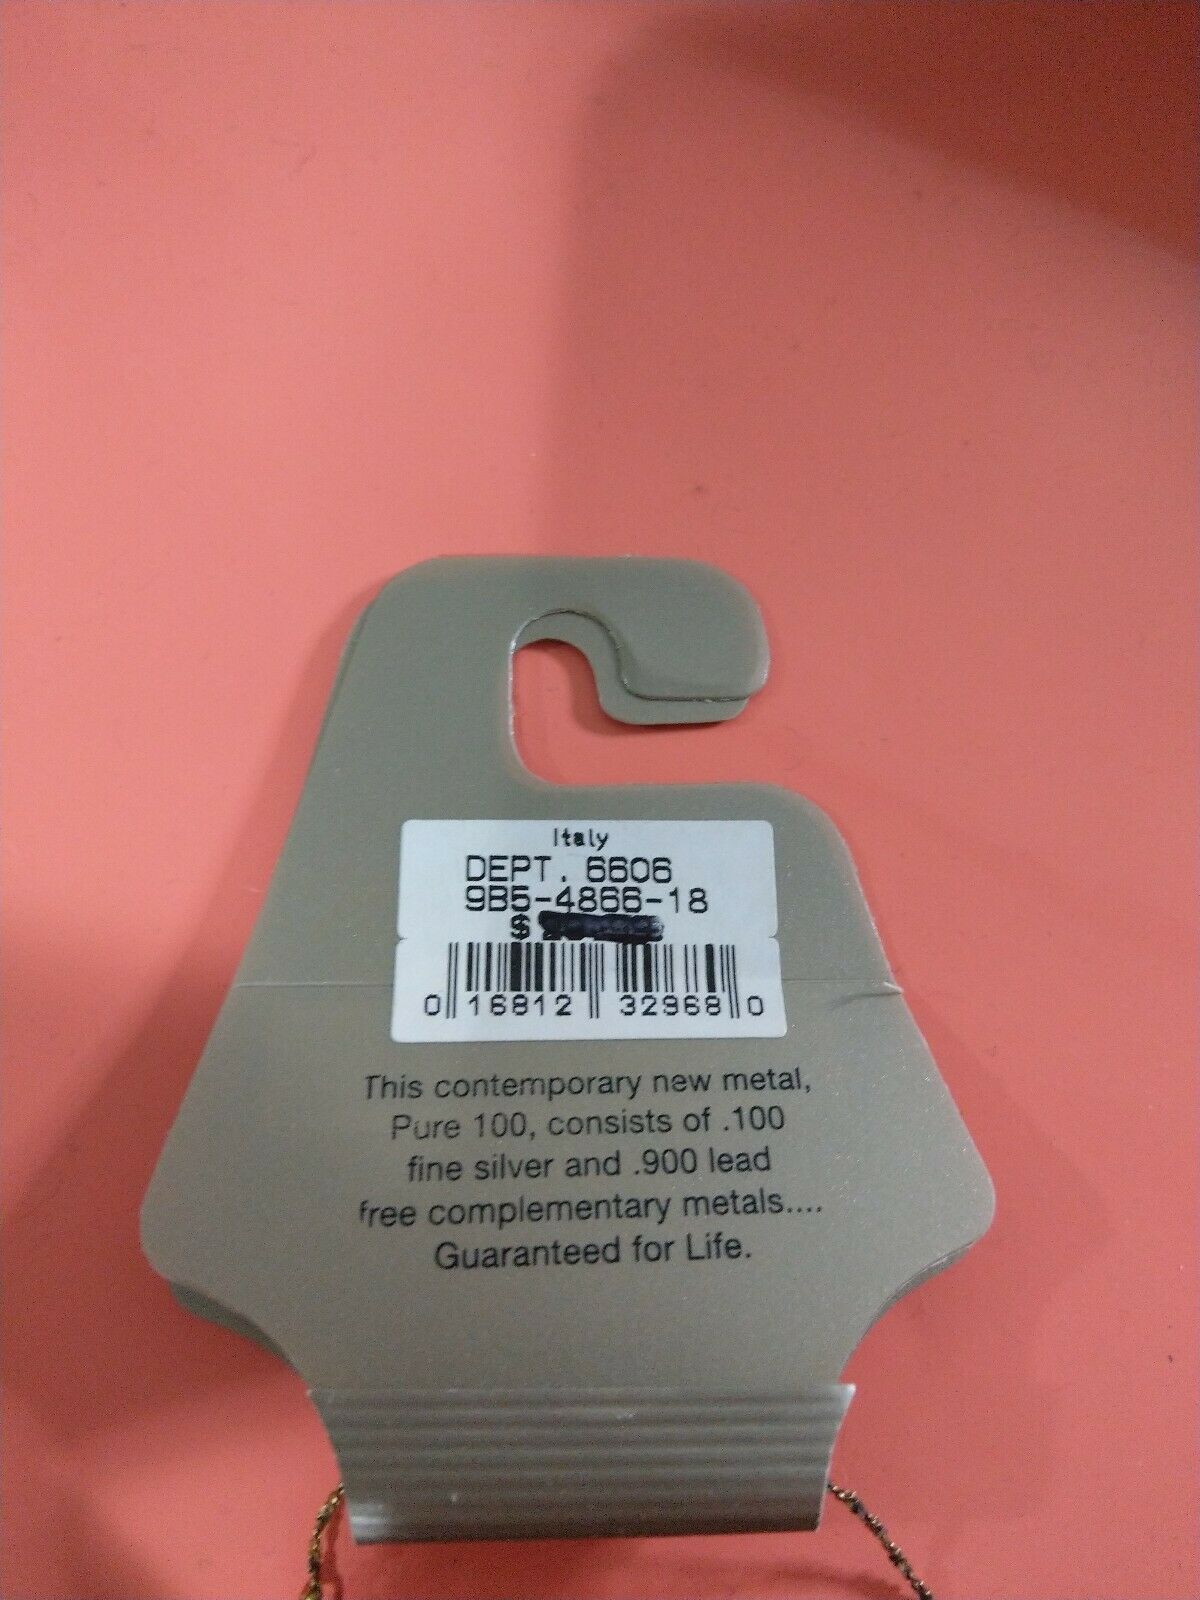 Italy
DEPT. 6606
9B5-4866-18
$
0 16812 32968 0
This contemporary new metal,
Pure 100, consists of .100
fine silver and .900 lead
free complementary metals....
Guaranteed for Life.